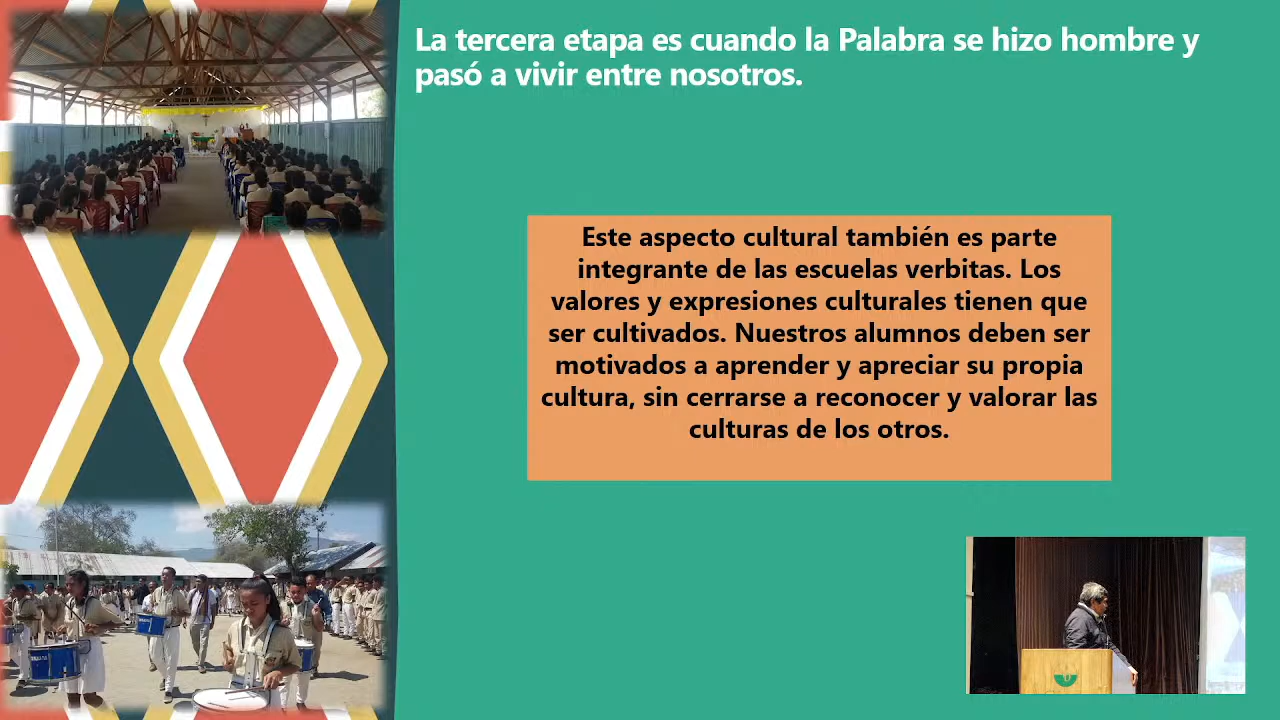 La tercera etapa es cuando la Palabra se hizo hombre y
pasó a vivir entre nosotros.
Este aspecto cultural también es parte
integrante de las escuelas verbitas. Los
valores y expresiones culturales tienen que
ser cultivados. Nuestros alumnos deben ser
motivados a aprender y apreciar su propia
cultura, sin cerrarse a reconocer y valorar las
culturas de los otros.